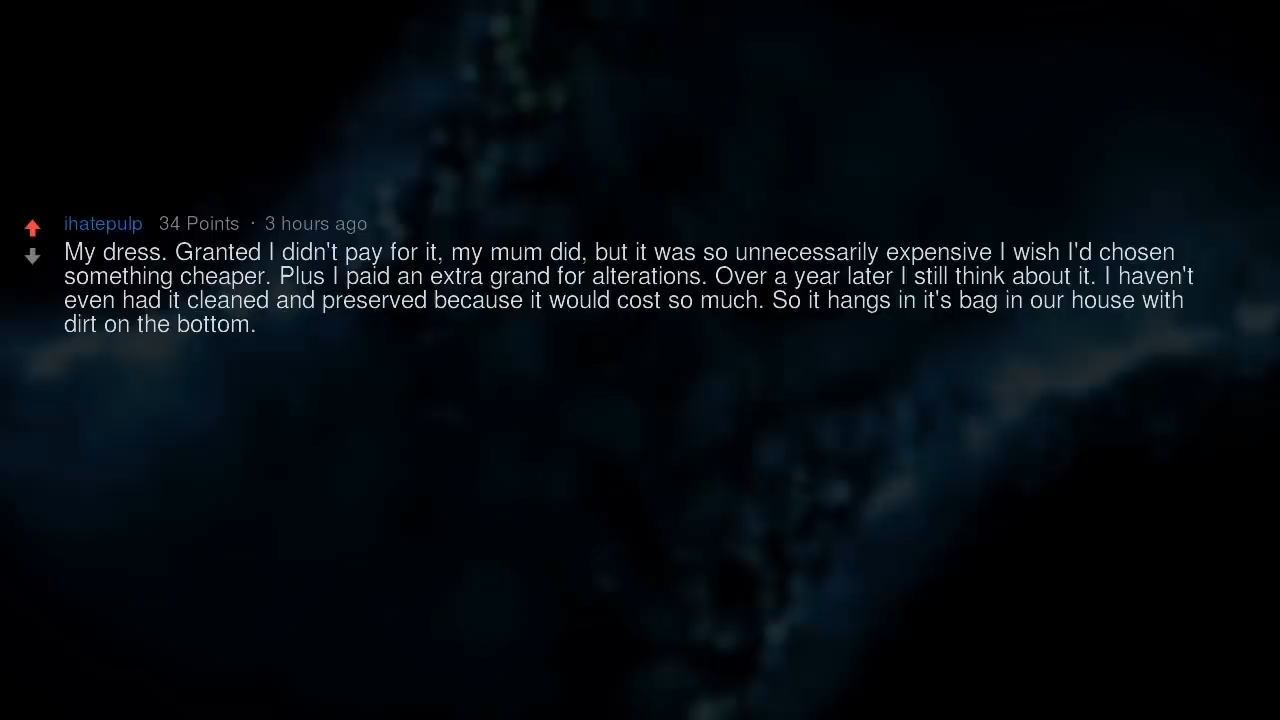 ihatepulp 34 Points · 3 hours ago
My dress. Granted I didn't pay for it, my mum did, but it was so unnecessarily expensive I wish I'd chosen
something cheaper. Plus I paid an extra grand for alterations. Over a year later I still think about it. I haven't
even had it cleaned and preserved because it would cost so much. So it hangs in it's bag in our house with
dirt on the bottom.